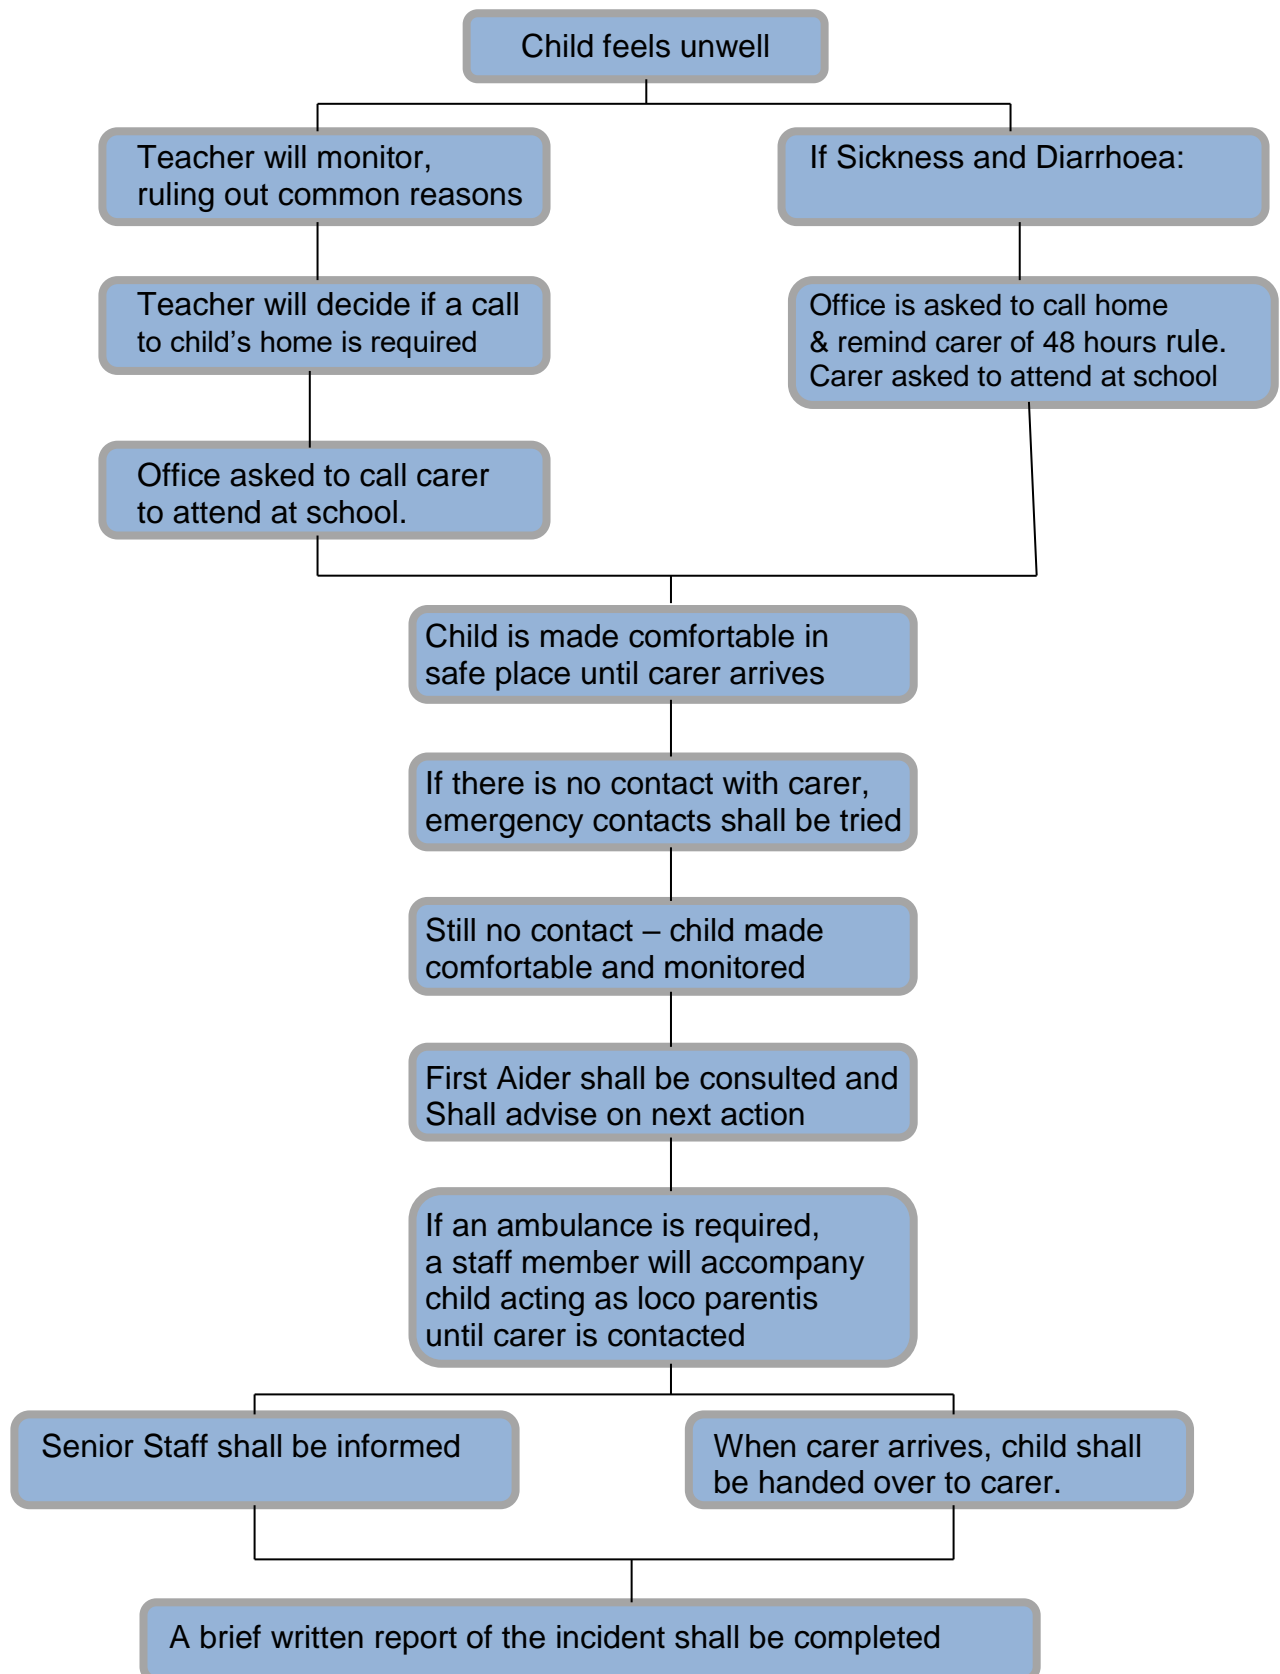 Child feels unwell
Teacher will monitor,
ruling out common reasons
If Sickness and Diarrhoea:
Teacher will decide if a call
to child’s home is required
Office is asked to call home
& remind carer of 48 hours rule.
Carer asked to attend at school
Office asked to call carer
to attend at school.
Child is made comfortable in
safe place until carer arrives
If there is no contact with carer,
emergency contacts shall be tried
Still no contact – child made
comfortable and monitored
First Aider shall be consulted and
Shall advise on next action
If an ambulance is required,
a staff member will accompany
child acting as loco parentis
until carer is contacted
Senior Staff shall be informed
When carer arrives, child shall
be handed over to carer.
A brief written report of the incident shall be completed